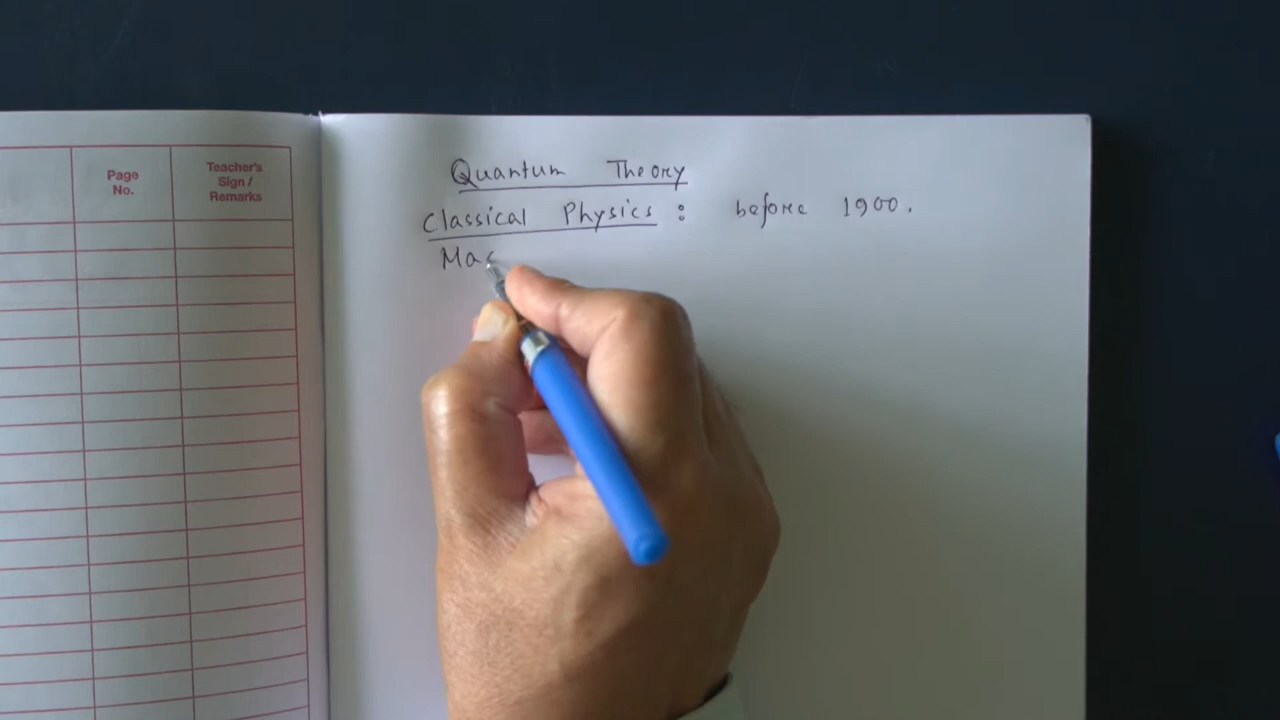 Page
No.
Teacher's
Sign /
Remarks
Quantum Theory
Classical Physics : before 1900.
Mac